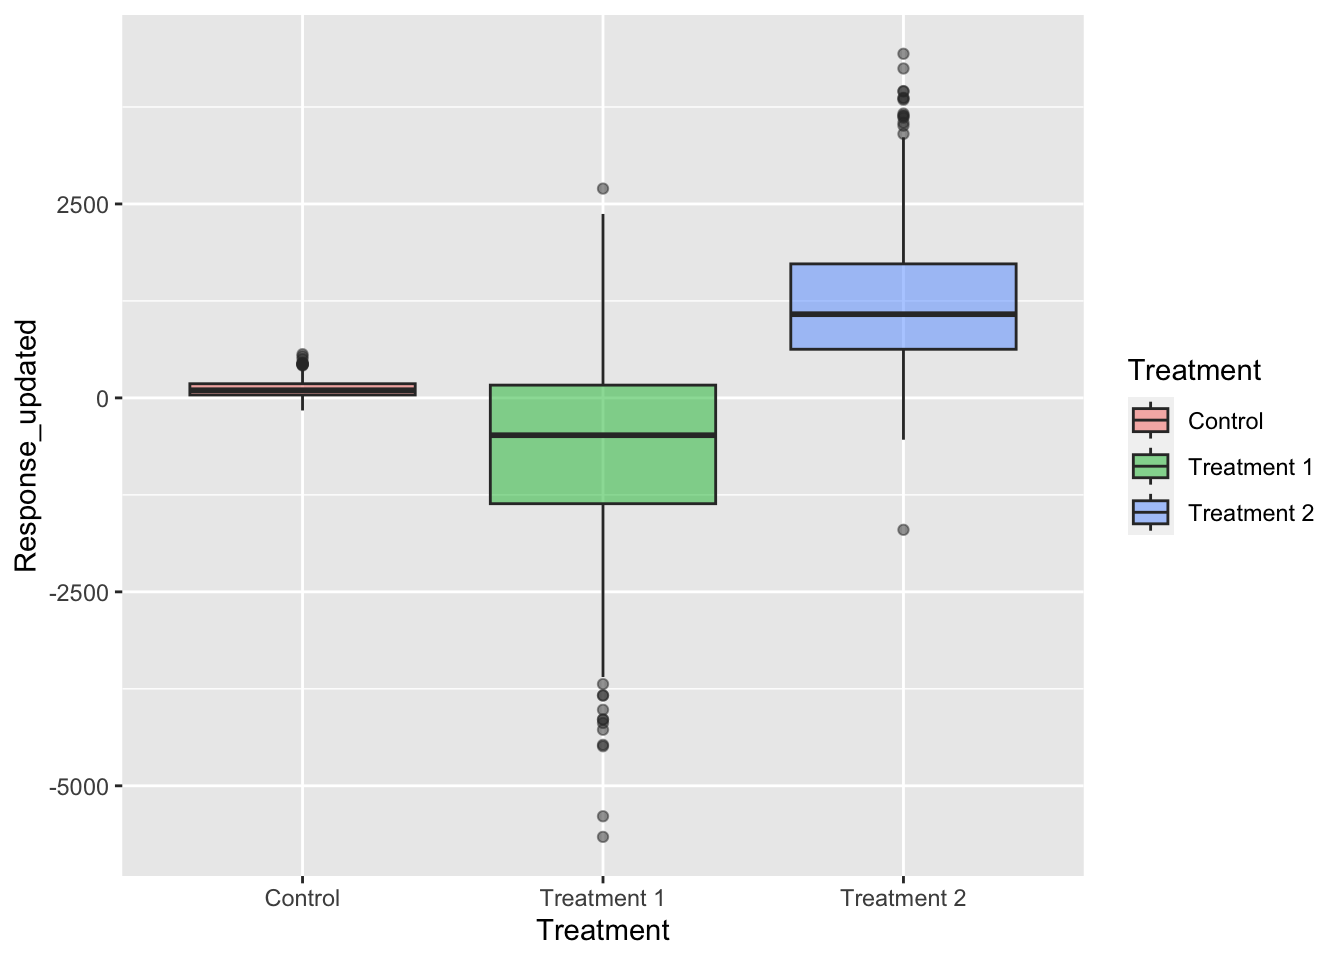 Response_updated
2500
0
-2500
-5000
Control
Treatment 1
Treatment 2
Treatment
Treatment
Control
Treatment 1
Treatment 2